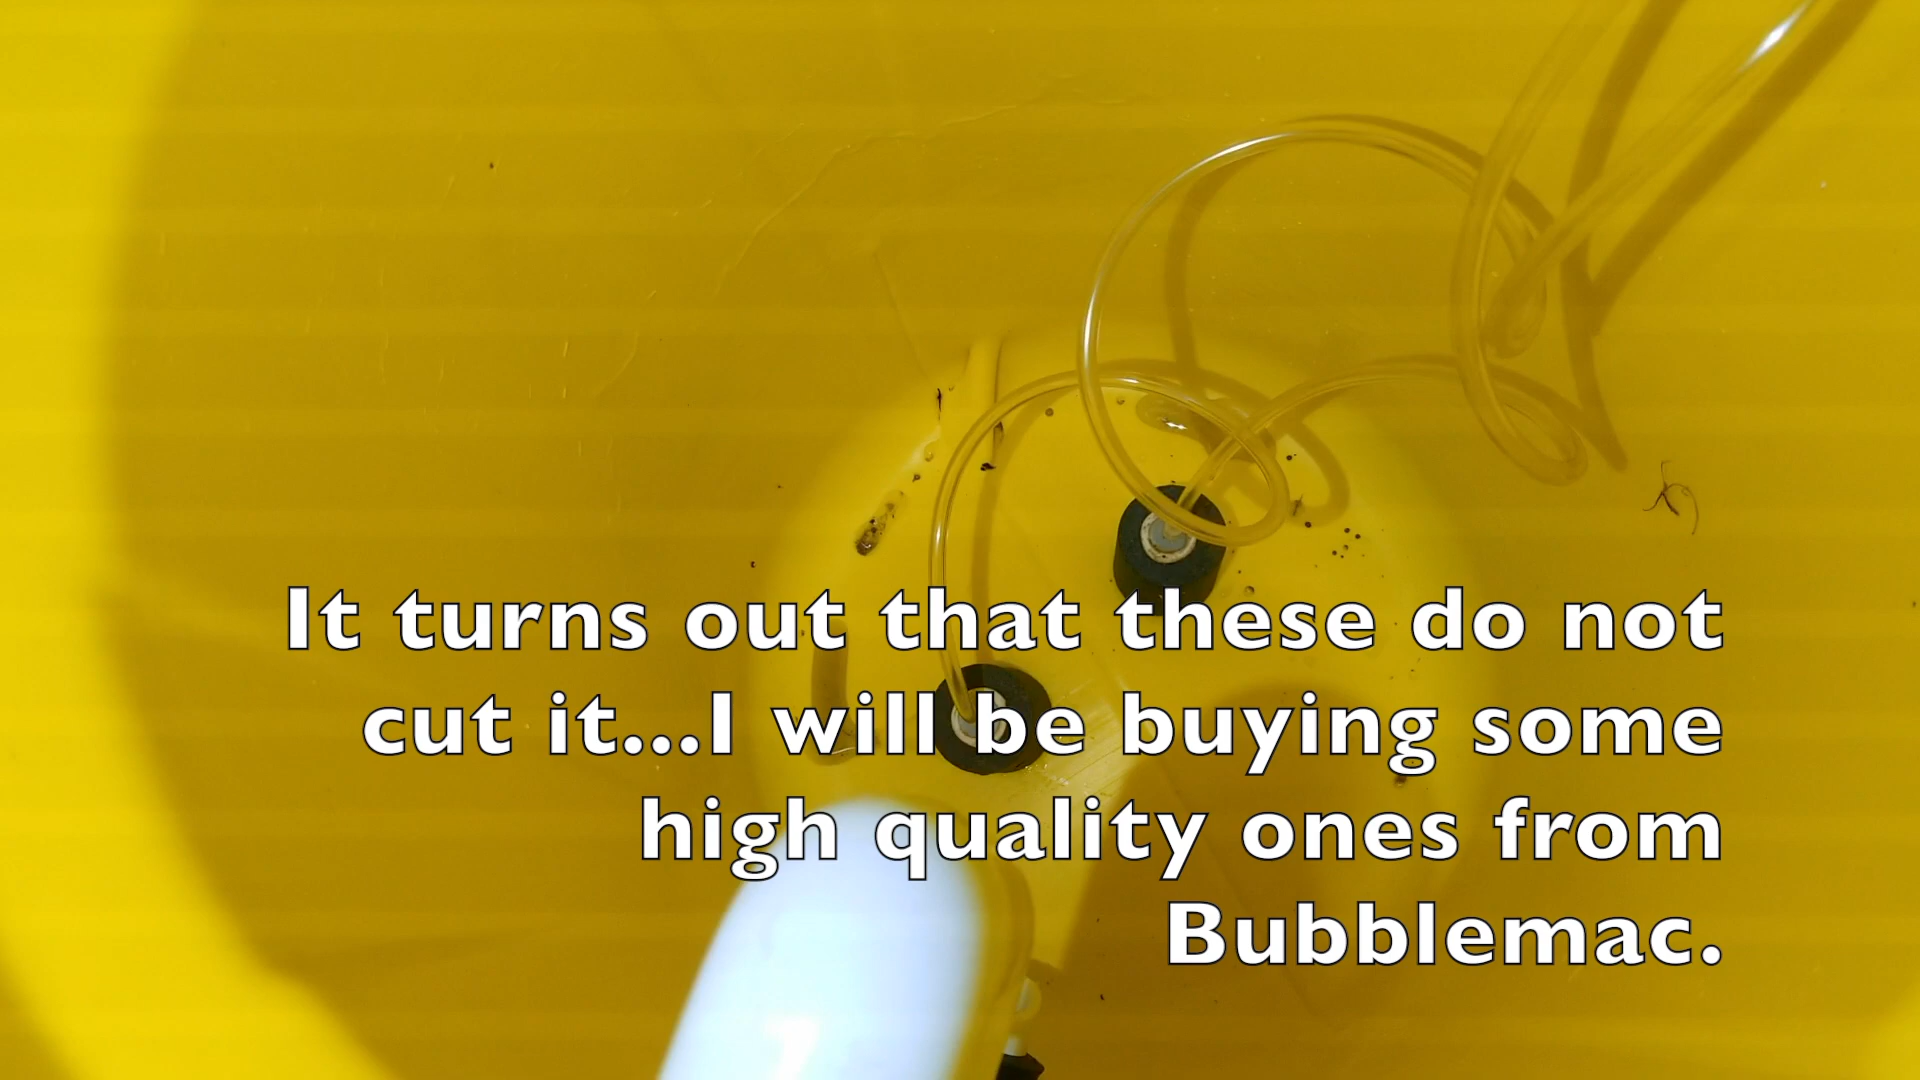 It turns out that these do not
cut it...I will be buying some
high quality ones from
Bubblemac.